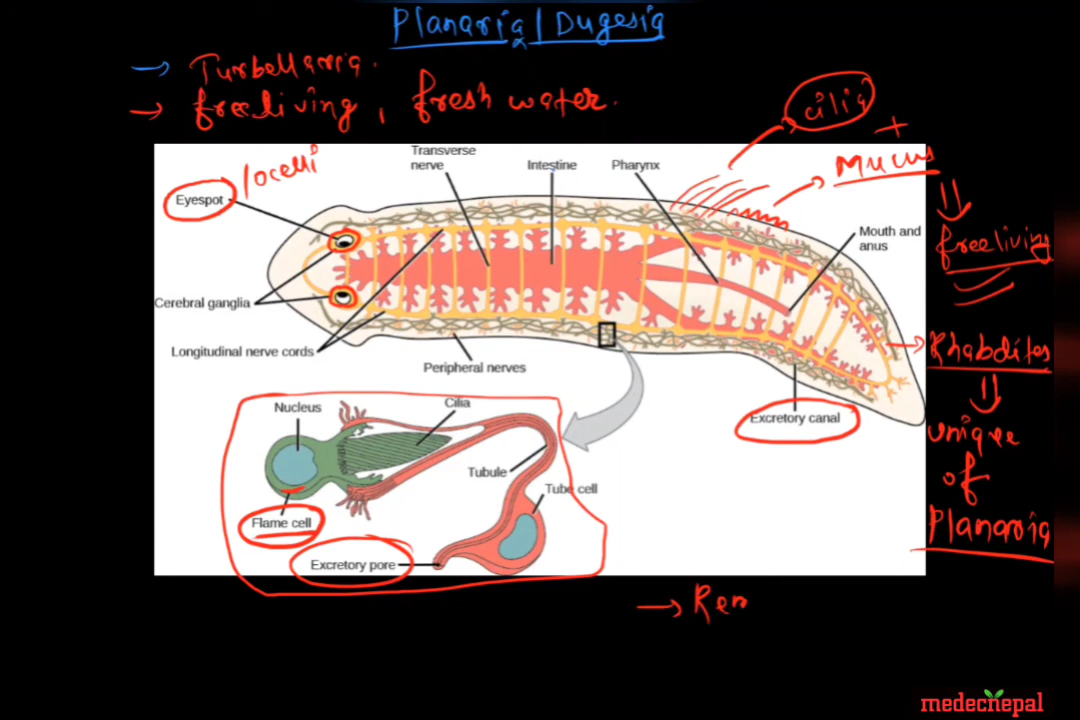 Planaria/Dugesia
→ Turbellaria.
→ freeliving, fresh water.
cilia
+
Mucus
Transverse
nerve
Intestine
Pharynx
Eyespot
/ocelli
Mouth and
anus
freeliving
Cerebral ganglia
Longitudinal nerve cords
Peripheral nerves
Rhabdites
unique
of
Planaria
Excretory canal
Nucleus
Cilia
Tubule
Tube cell
Flame cell
Excretory pore
→ Ren
medecnepal